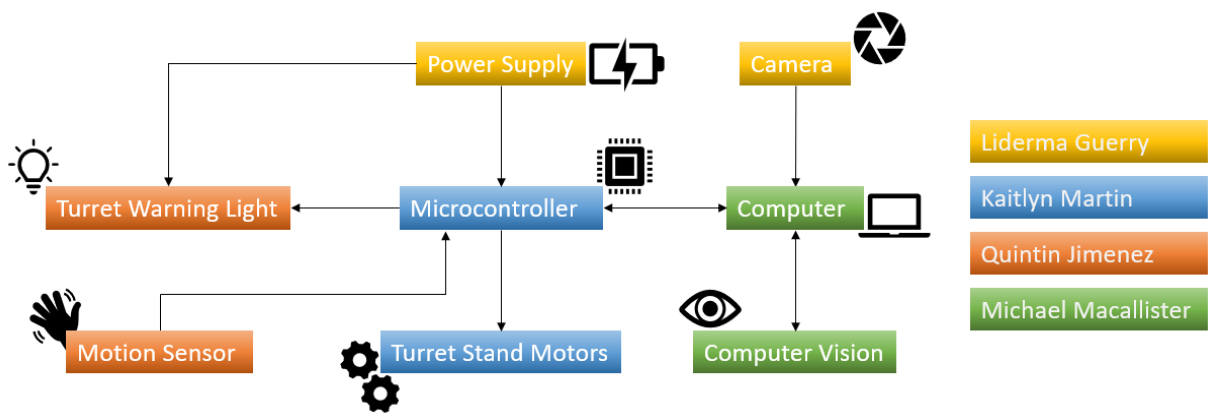 Power Supply
Camera
Liderma Guerry
Turret Warning Light
Microcontroller
Computer
Kaitlyn Martin
Quintin Jimenez
Michael Macallister
Motion Sensor
Turret Stand Motors
Computer Vision